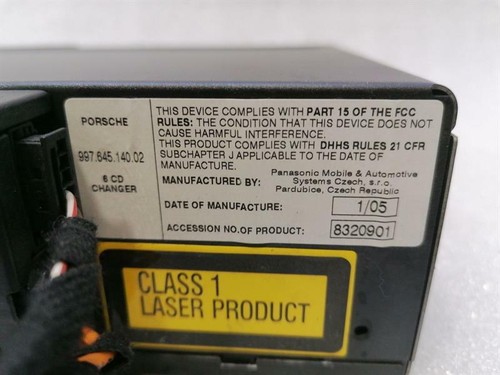 PORSCHE
997.645.140.02
6 CD
CHANGER
THIS DEVICE COMPLIES WITH PART 15 OF THE FCC
RULES: THE CONDITION THAT THIS DEVICE DOES NOT
CAUSE HARMFUL INTERFERENCE.
THIS PRODUCT COMPLIES WITH DHHS RULES 21 CFR
SUBCHAPTER J APPLICABLE TO THE DATE OF
MANUFACTURE.
MANUFACTURED BY: Panasonic Mobile & Automotive
Systems Czech, s.r.o.
Pardubice, Czech Republic
DATE OF MANUFACTURE: 1/05
ACCESSION NO.OF PRODUCT: 8320901
CLASS 1
LASER PRODUCT